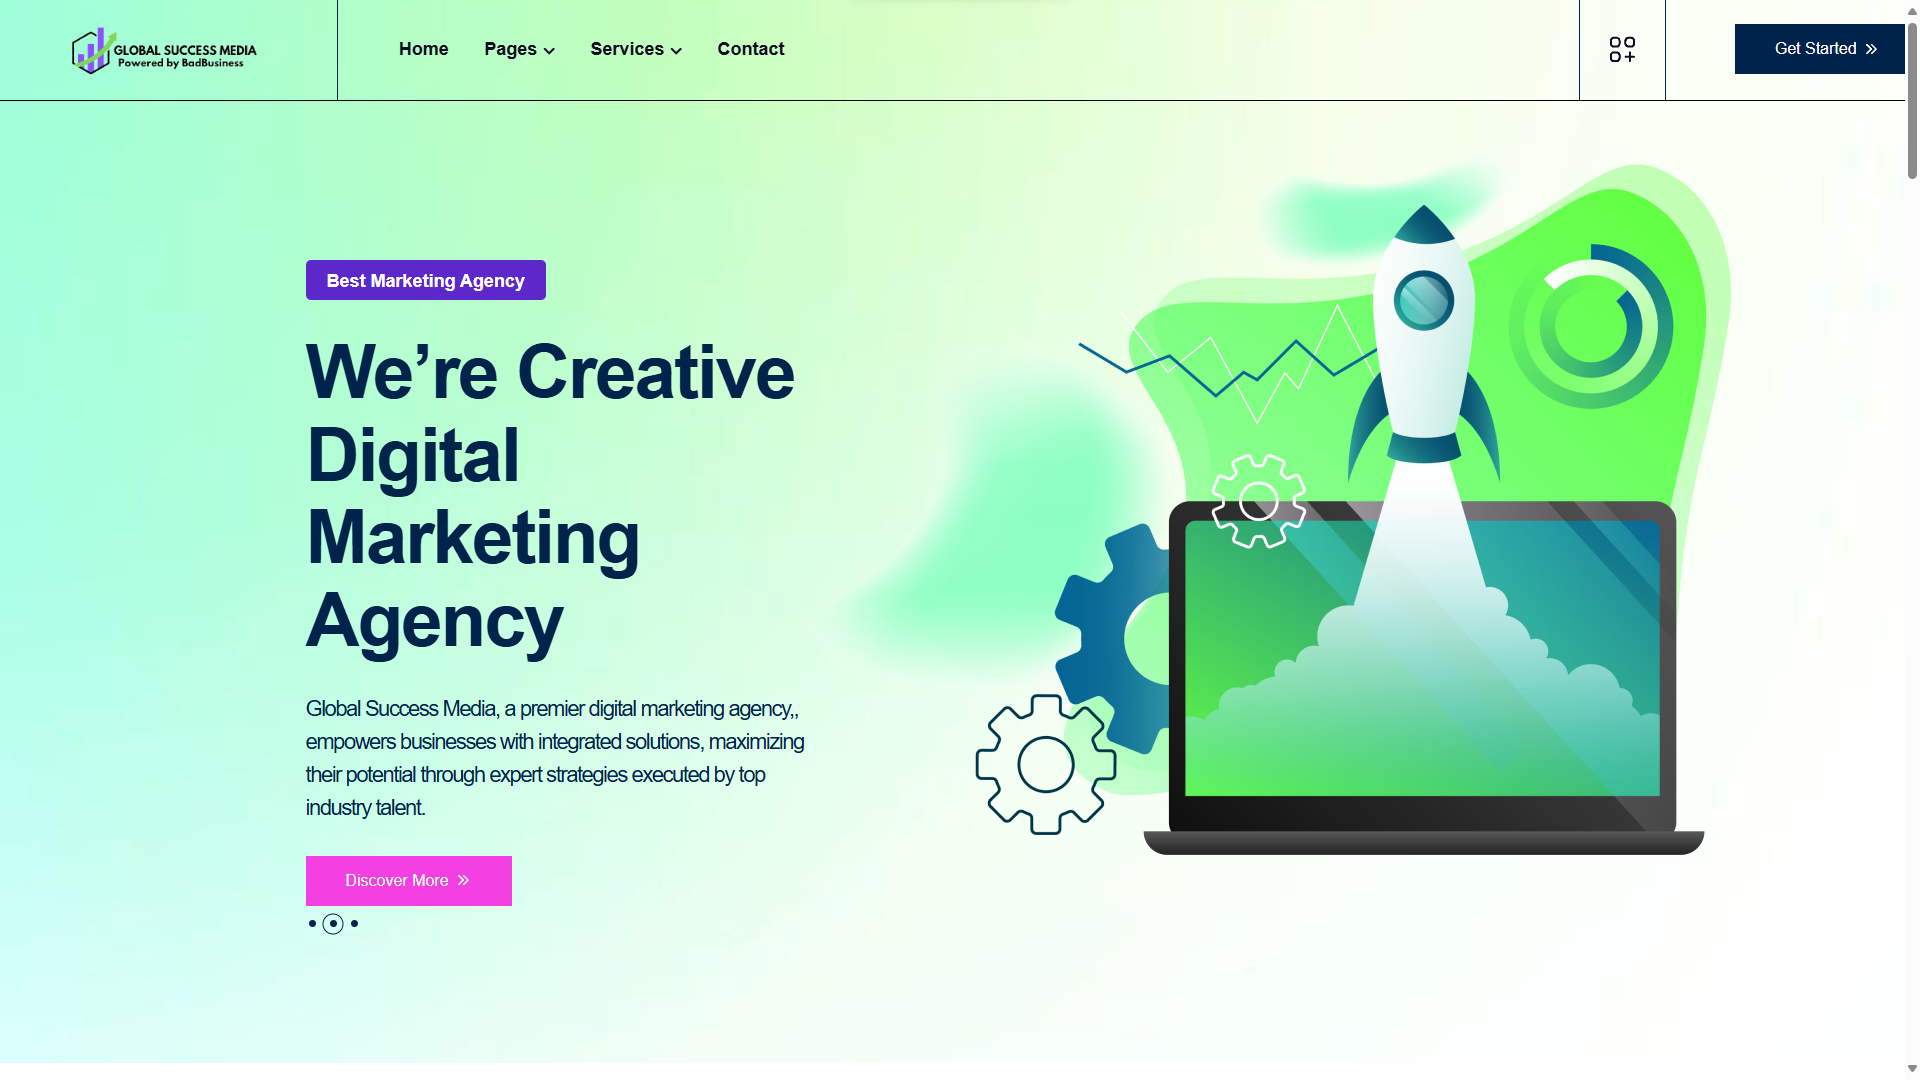 GLOBAL SUCCESS MEDIA
Powered by BadBusiness
Home Pages Services Contact
Get Started
Best Marketing Agency
We’re Creative
Digital
Marketing
Agency
Global Success Media, a premier digital marketing agency,,
empowers businesses with integrated solutions, maximizing
their potential through expert strategies executed by top
industry talent.
Discover More